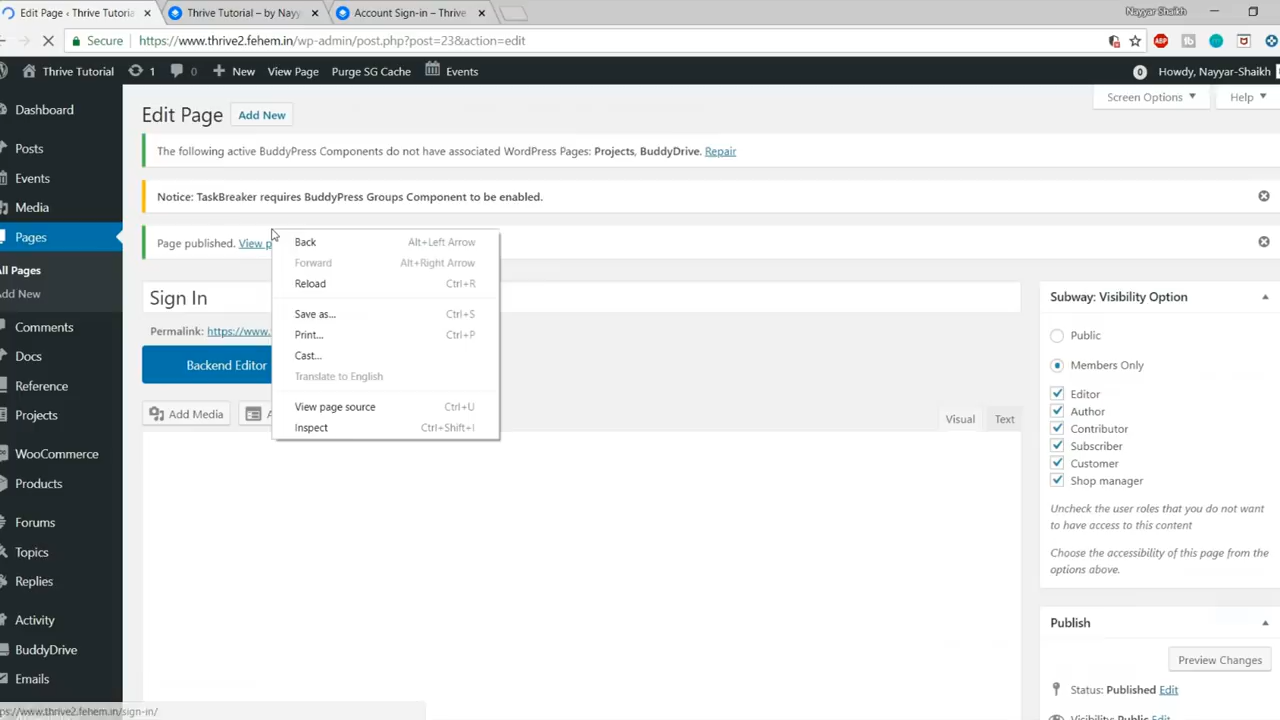 Edit Page ‹ Thrive Tutoria
Thrive Tutorial – by Nayy
Account Sign-in – Thrive
Nayyar Shaikh
Secure
https://www.thrive2.fehem.in/wp-admin/post.php?post=23&action=edit
ABP
Thrive Tutorial
1
0
New
View Page
Purge SG Cache
Events
0
Howdy, Nayyar-Shaikh
Dashboard
Posts
Events
Media
Pages
All Pages
Add New
Comments
Docs
Reference
Projects
WooCommerce
Products
Forums
Topics
Replies
Activity
BuddyDrive
Emails
Edit Page
Add New
Screen Options
Help
The following active BuddyPress Components do not have associated WordPress Pages: Projects, BuddyDrive. Repair
Notice: TaskBreaker requires BuddyPress Groups Component to be enabled.
Page published. View p
Sign In
Permalink: https://www.
Backend Editor
Add Media
A
Visual
Text
Back Alt+Left Arrow
Forward Alt+Right Arrow
Reload Ctrl+R
Save as... Ctrl+S
Print... Ctrl+P
Cast...
Translate to English
View page source Ctrl+U
Inspect Ctrl+Shift+I
Subway: Visibility Option
Public
Members Only
Editor
Author
Contributor
Subscriber
Customer
Shop manager
Uncheck the user roles that you do not want
to have access to this content
Choose the accessibility of this page from the
options above.
Publish
Preview Changes
Status: Published Edit
Visibility: Public Edit
ps://www.thrive2.fehem.in/sign-in/